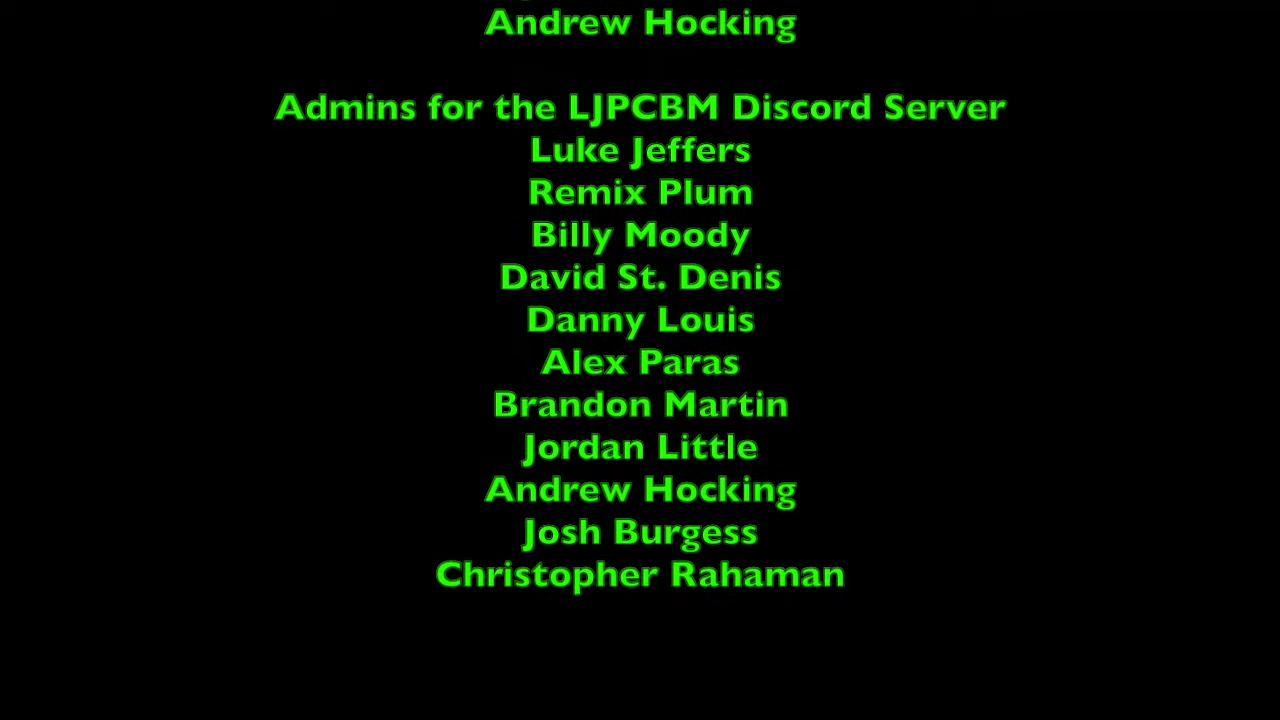 Andrew Hocking
Admins for the LJPCBM Discord Server
Luke Jeffers
Remix Plum
Billy Moody
David St. Denis
Danny Louis
Alex Paras
Brandon Martin
Jordan Little
Andrew Hocking
Josh Burgess
Christopher Rahaman